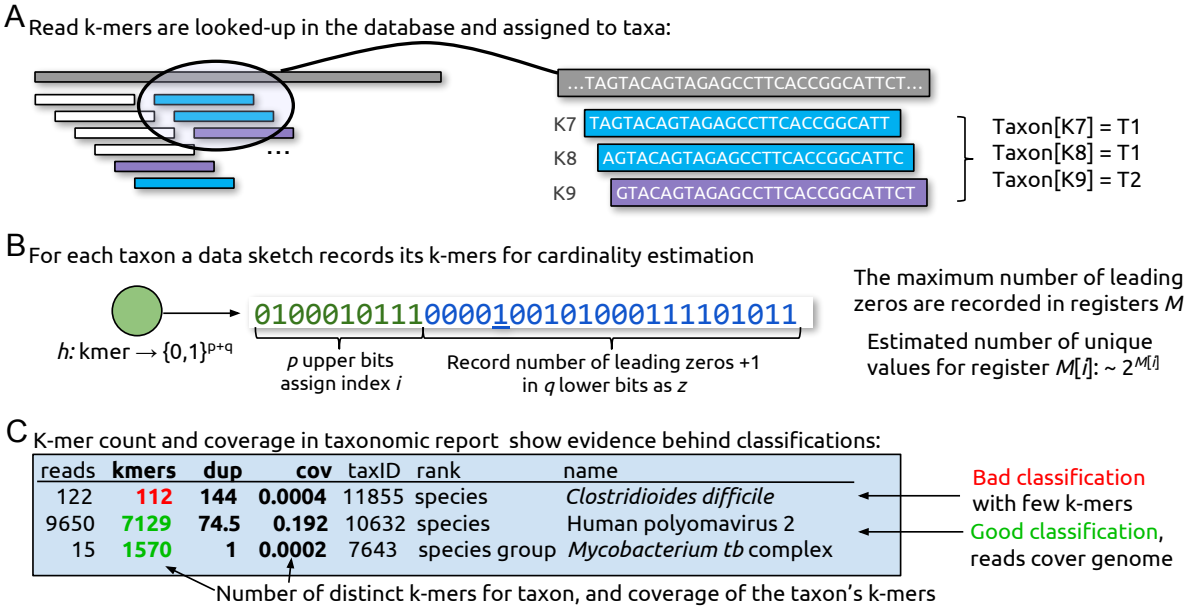 A
Read k-mers are looked-up in the database and assigned to taxa:
...TAGTACAGTAGAGCCTTCACCGGCATTCT...
K7 TAGTACAGTAGAGCCTTCACCGGCATT
K8 AGTACAGTAGAGCCTTCACCGGCATTC
K9 GTACAGTAGAGCCTTCACCGGCATTCT
...
Taxon[K7] = T1
Taxon[K8] = T1
Taxon[K9] = T2
B
For each taxon a data sketch records its k-mers for cardinality estimation
h: kmer → {0,1}^p+q
01000101110000100101000111101011
p upper bits
assign index i
Record number of leading zeros +1
in q lower bits as z
The maximum number of leading
zeros are recorded in registers M
Estimated number of unique
values for register M[i]: ~ 2^M[i]
C
K-mer count and coverage in taxonomic report show evidence behind classifications:
reads kmers dup cov taxID rank name
122 112 144 0.0004 11855 species Clostridioides difficile
9650 7129 74.5 0.192 10632 species Human polyomavirus 2
15 1570 1 0.0002 7643 species group Mycobacterium tb complex
Bad classification
with few k-mers
Good classification,
reads cover genome
Number of distinct k-mers for taxon, and coverage of the taxon's k-mers